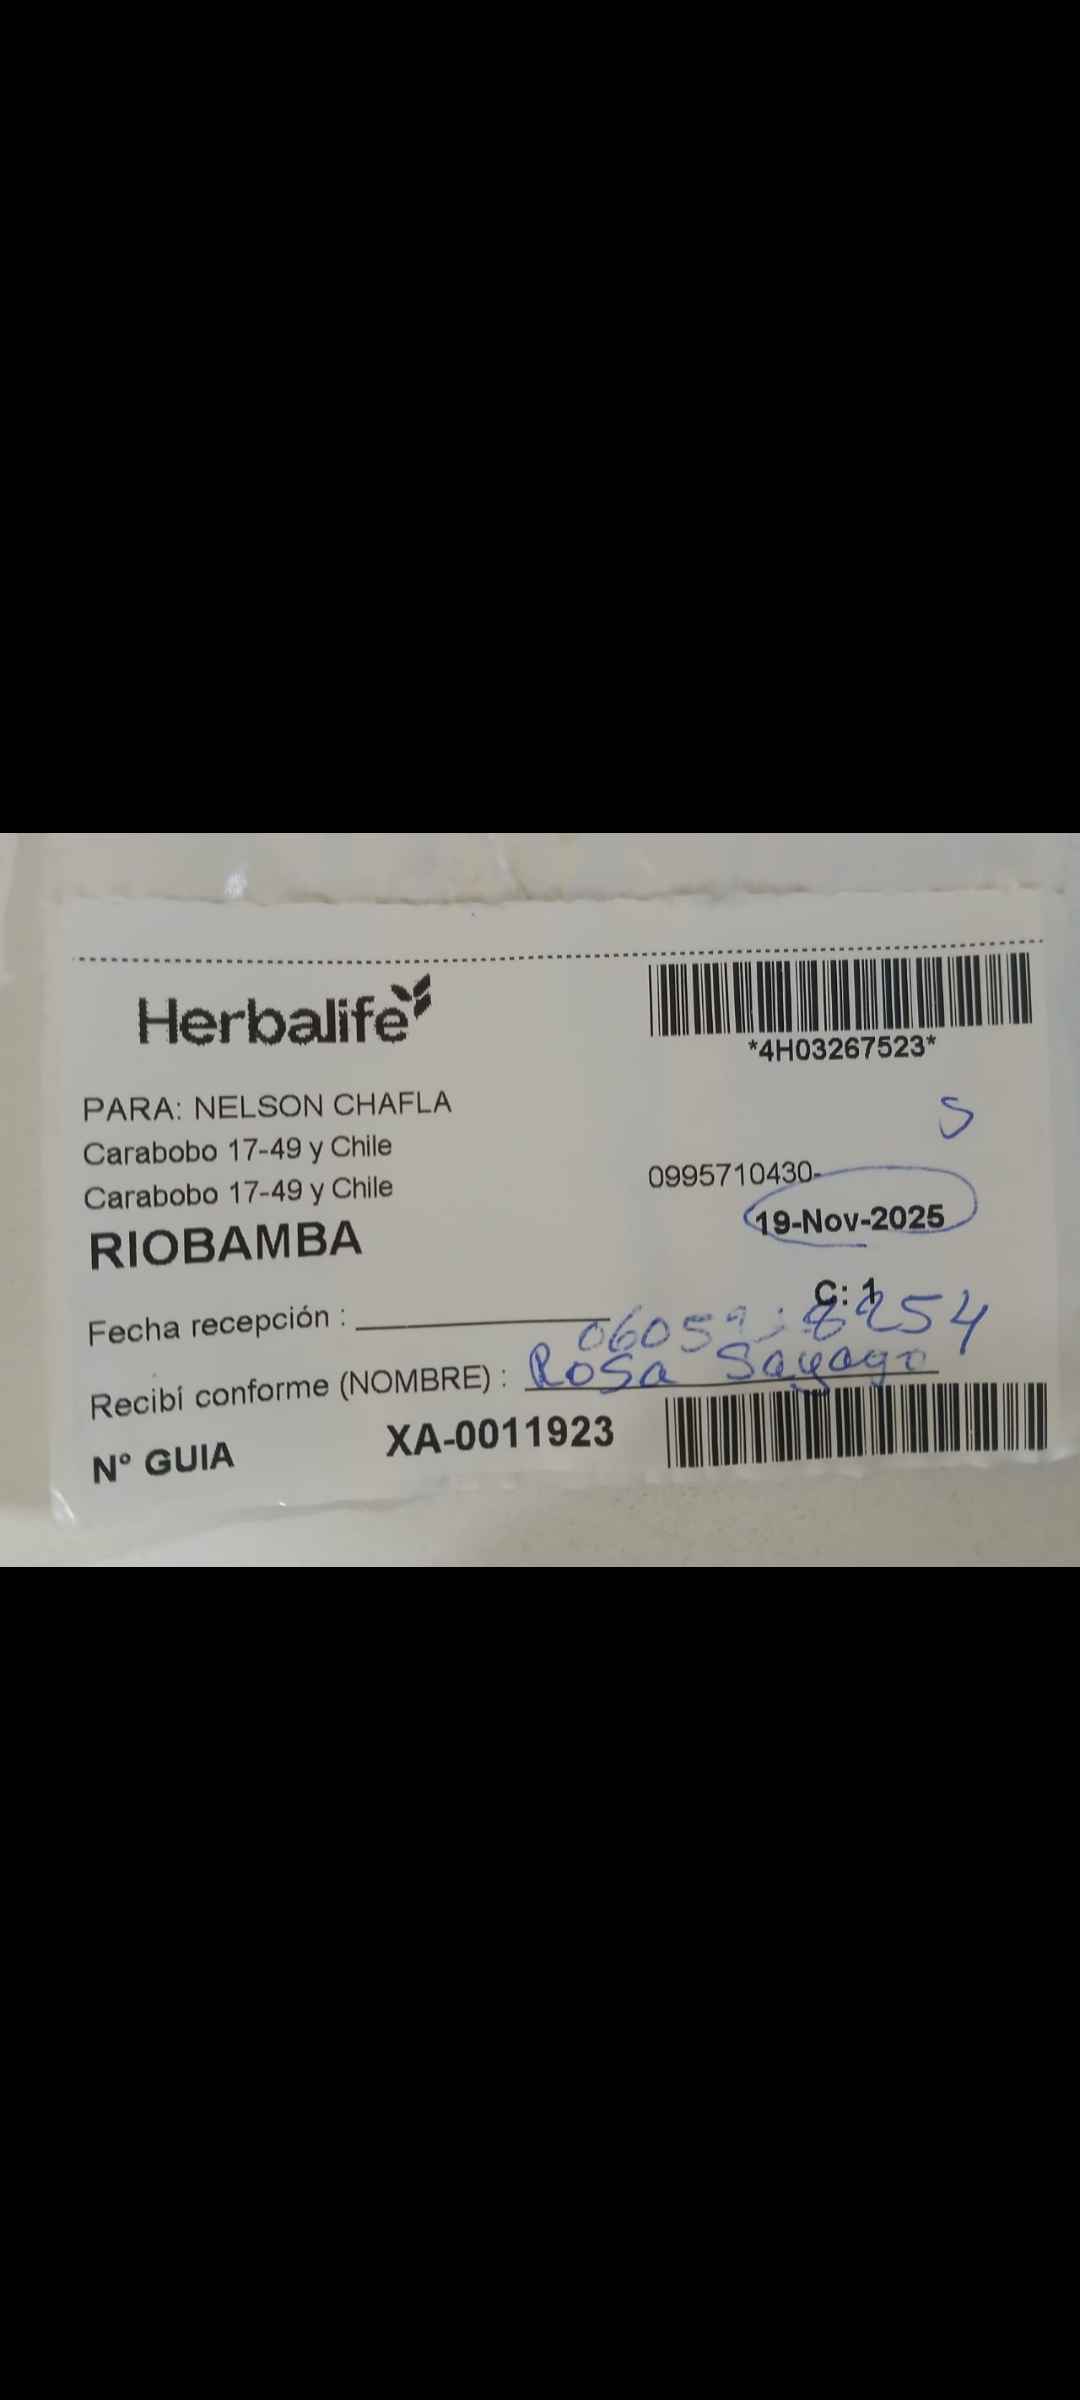 Herbalife
*4H03267523*
PARA: NELSON CHAFLA
S
Carabobo 17-49 y Chile
Carabobo 17-49 y Chile
0995710430-
RIOBAMBA
19-Nov-2025
C: 1
Fecha recepción :
Recibí conforme (NOMBRE) : Rosa Sayago
N° GUIA XA-0011923